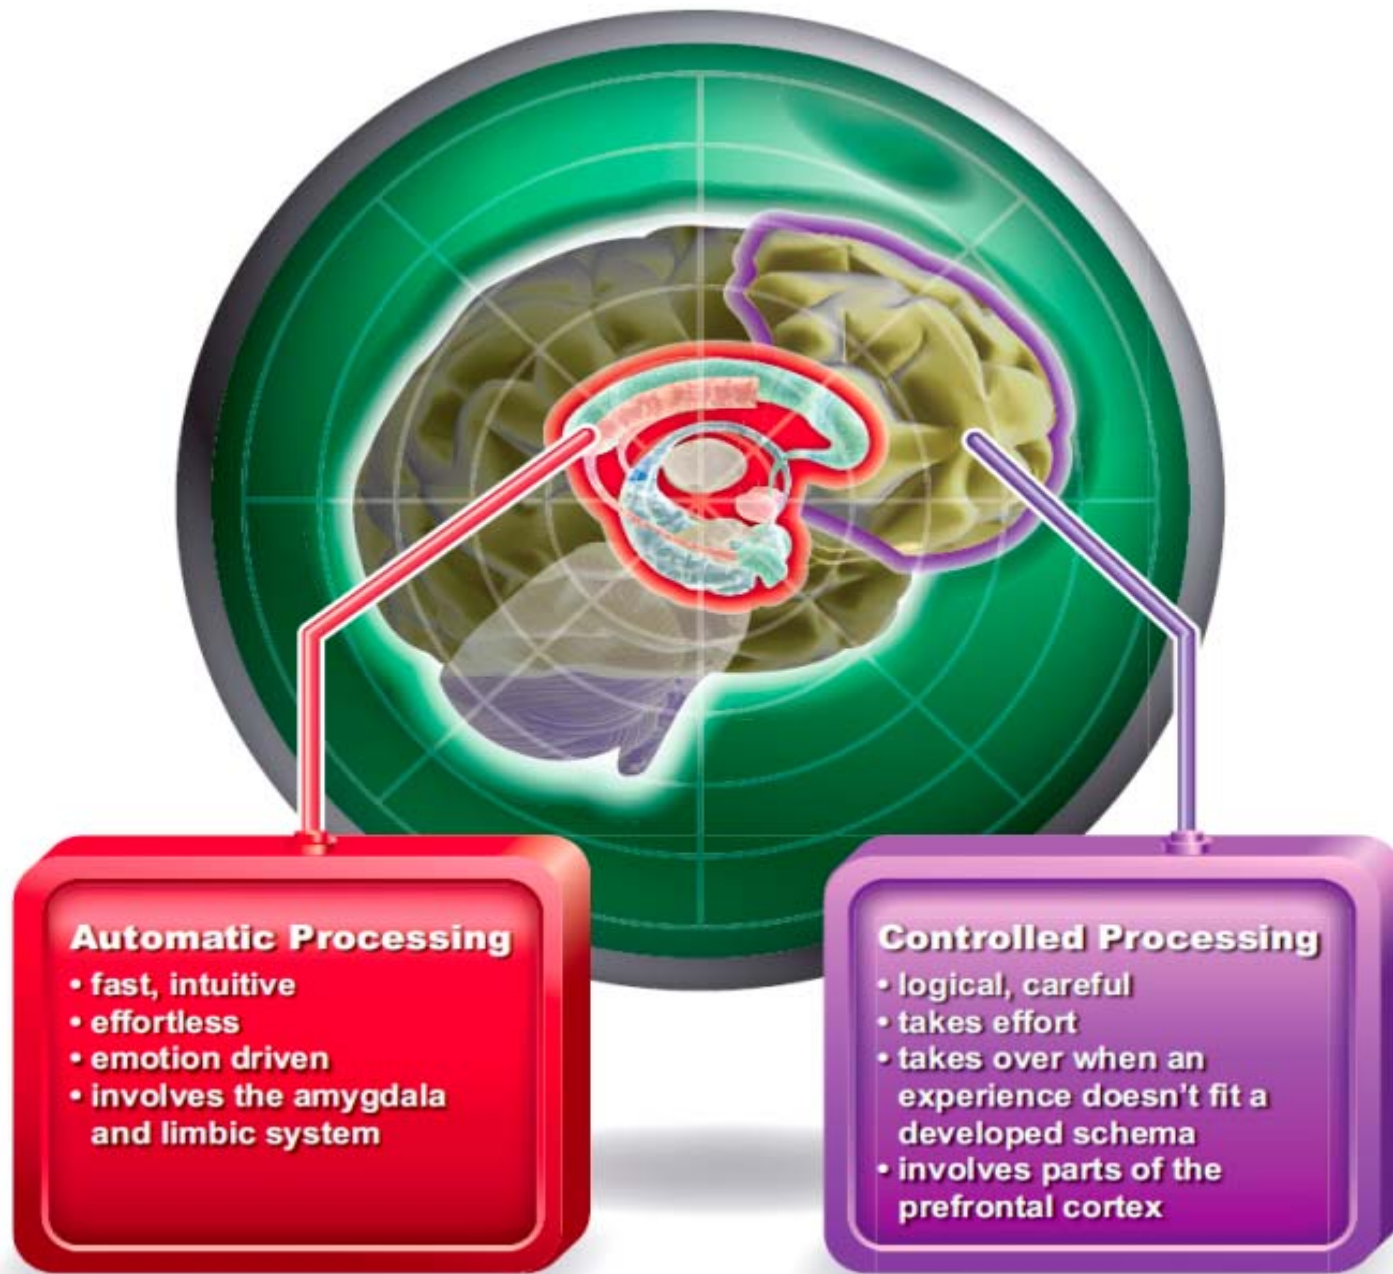 Automatic Processing
• fast, intuitive
• effortless
• emotion driven
• involves the amygdala
and limbic system
Controlled Processing
• logical, careful
• takes effort
• takes over when an
experience doesn't fit a
developed schema
• involves parts of the
prefrontal cortex